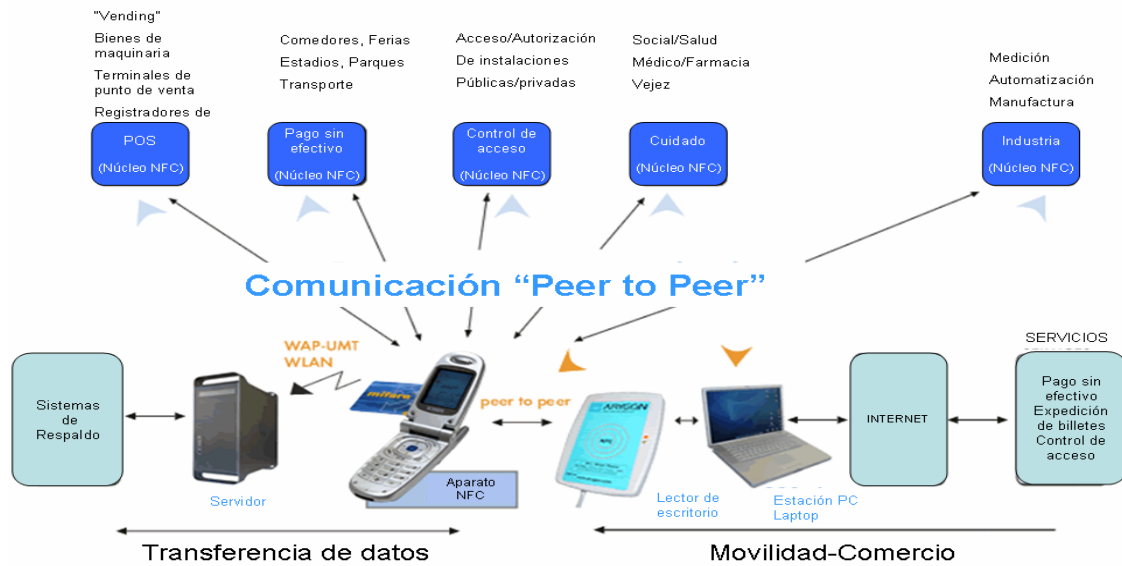 "Vending"
Bienes de
maquinaria
Terminales de
punto de venta
Registradores de
Comedores, Ferias
Estadios, Parques
Transporte
Acceso/Autorización
De instalaciones
Públicas/privadas
Social/Salud
Médico/Farmacia
Vejez
Medición
Automatización
Manufactura
POS
(Núcleo NFC)
Pago sin
efectivo
(Núcleo NFC)
Control de
acceso
(Núcleo NFC)
Cuidado
(Núcleo NFC)
Industria
(Núcleo NFC)
Comunicación “Peer to Peer”
WAP-UMT
WLAN
SERVICIOS
Sistemas
de
Respaldo
mifare
peer to peer
ARYGON
NFC
INTERNET
Pago sin
efectivo
Expedición
de billetes
Control de
acceso
Servidor
Aparato
NFC
Lector de
escritorio
Estación PC
Laptop
Transferencia de datos
Movilidad-Comercio